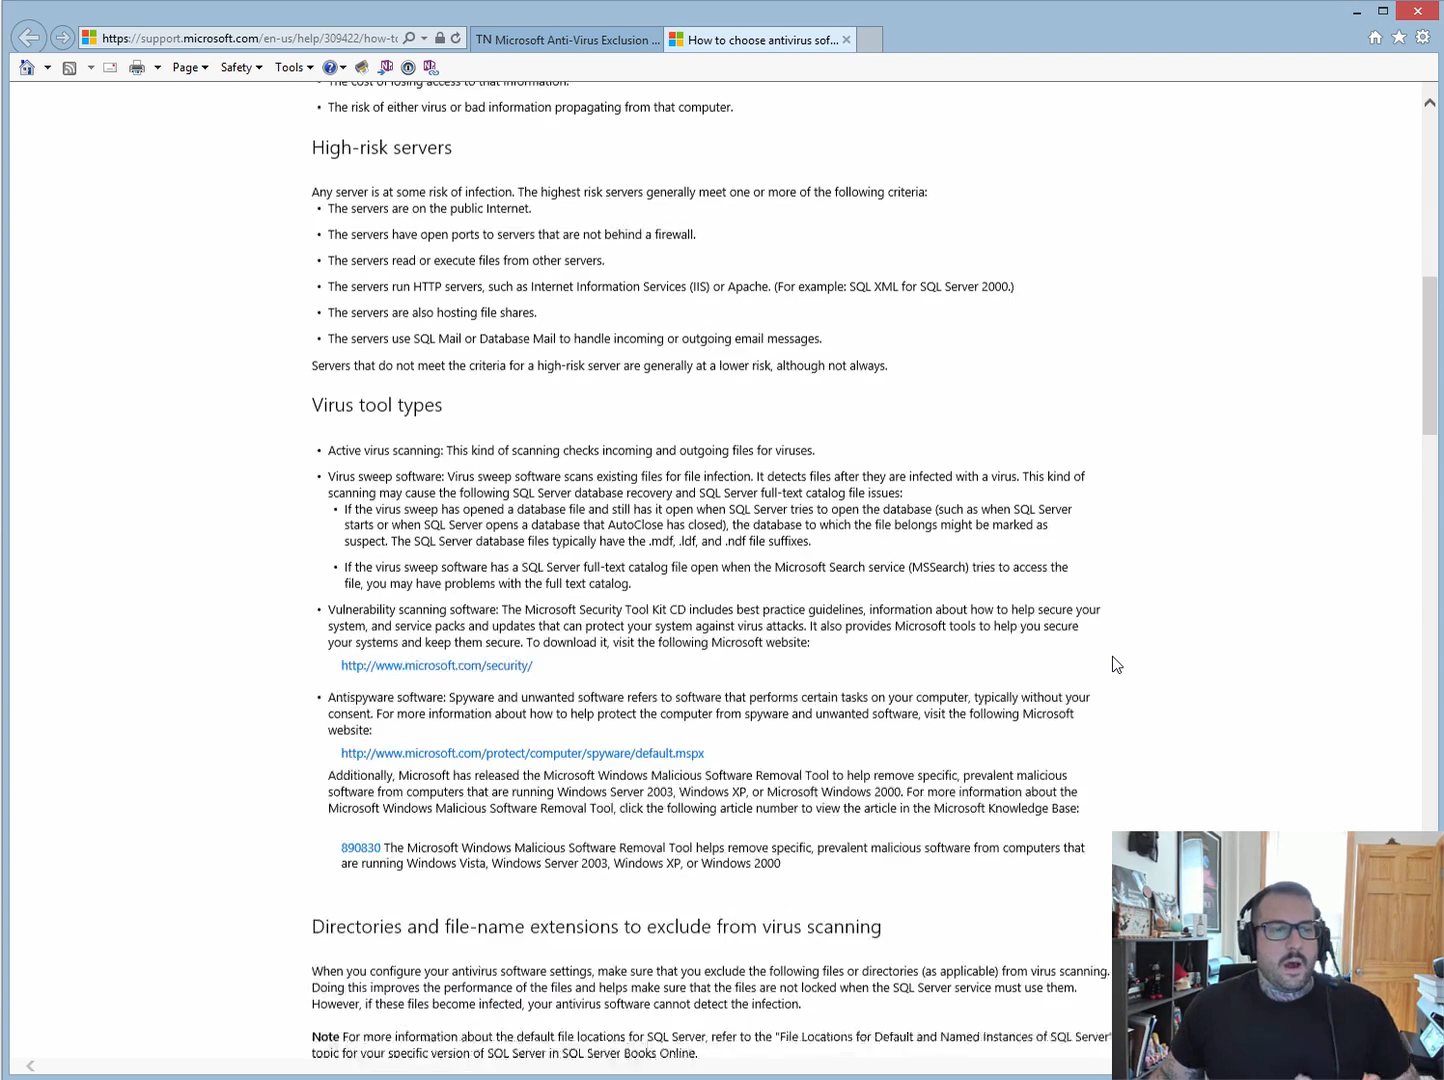 https://support.microsoft.com/en-us/help/309422/how-to
TN Microsoft Anti-Virus Exclusion ...
How to choose antivirus sof...
Page
Safety
Tools
The cost of losing access to that information.
• The risk of either virus or bad information propagating from that computer.
High-risk servers
Any server is at some risk of infection. The highest risk servers generally meet one or more of the following criteria:
• The servers are on the public Internet.
• The servers have open ports to servers that are not behind a firewall.
• The servers read or execute files from other servers.
• The servers run HTTP servers, such as Internet Information Services (IIS) or Apache. (For example: SQL XML for SQL Server 2000.)
• The servers are also hosting file shares.
• The servers use SQL Mail or Database Mail to handle incoming or outgoing email messages.
Servers that do not meet the criteria for a high-risk server are generally at a lower risk, although not always.
Virus tool types
• Active virus scanning: This kind of scanning checks incoming and outgoing files for viruses.
• Virus sweep software: Virus sweep software scans existing files for file infection. It detects files after they are infected with a virus. This kind of
scanning may cause the following SQL Server database recovery and SQL Server full-text catalog file issues:
• If the virus sweep has opened a database file and still has it open when SQL Server tries to open the database (such as when SQL Server
starts or when SQL Server opens a database that AutoClose has closed), the database to which the file belongs might be marked as
suspect. The SQL Server database files typically have the .mdf, .ldf, and .ndf file suffixes.
• If the virus sweep software has a SQL Server full-text catalog file open when the Microsoft Search service (MSSearch) tries to access the
file, you may have problems with the full text catalog.
• Vulnerability scanning software: The Microsoft Security Tool Kit CD includes best practice guidelines, information about how to help secure your
system, and service packs and updates that can protect your system against virus attacks. It also provides Microsoft tools to help you secure
your systems and keep them secure. To download it, visit the following Microsoft website:
http://www.microsoft.com/security/
• Antispyware software: Spyware and unwanted software refers to software that performs certain tasks on your computer, typically without your
consent. For more information about how to help protect the computer from spyware and unwanted software, visit the following Microsoft
website:
http://www.microsoft.com/protect/computer/spyware/default.mspx
Additionally, Microsoft has released the Microsoft Windows Malicious Software Removal Tool to help remove specific, prevalent malicious
software from computers that are running Windows Server 2003, Windows XP, or Microsoft Windows 2000. For more information about the
Microsoft Windows Malicious Software Removal Tool, click the following article number to view the article in the Microsoft Knowledge Base:
890830 The Microsoft Windows Malicious Software Removal Tool helps remove specific, prevalent malicious software from computers that
are running Windows Vista, Windows Server 2003, Windows XP, or Windows 2000
Directories and file-name extensions to exclude from virus scanning
When you configure your antivirus software settings, make sure that you exclude the following files or directories (as applicable) from virus scanning.
Doing this improves the performance of the files and helps make sure that the files are not locked when the SQL Server service must use them.
However, if these files become infected, your antivirus software cannot detect the infection.
Note For more information about the default file locations for SQL Server, refer to the "File Locations for Default and Named Instances of SQL Server"
topic for your specific version of SQL Server in SQL Server Books Online.